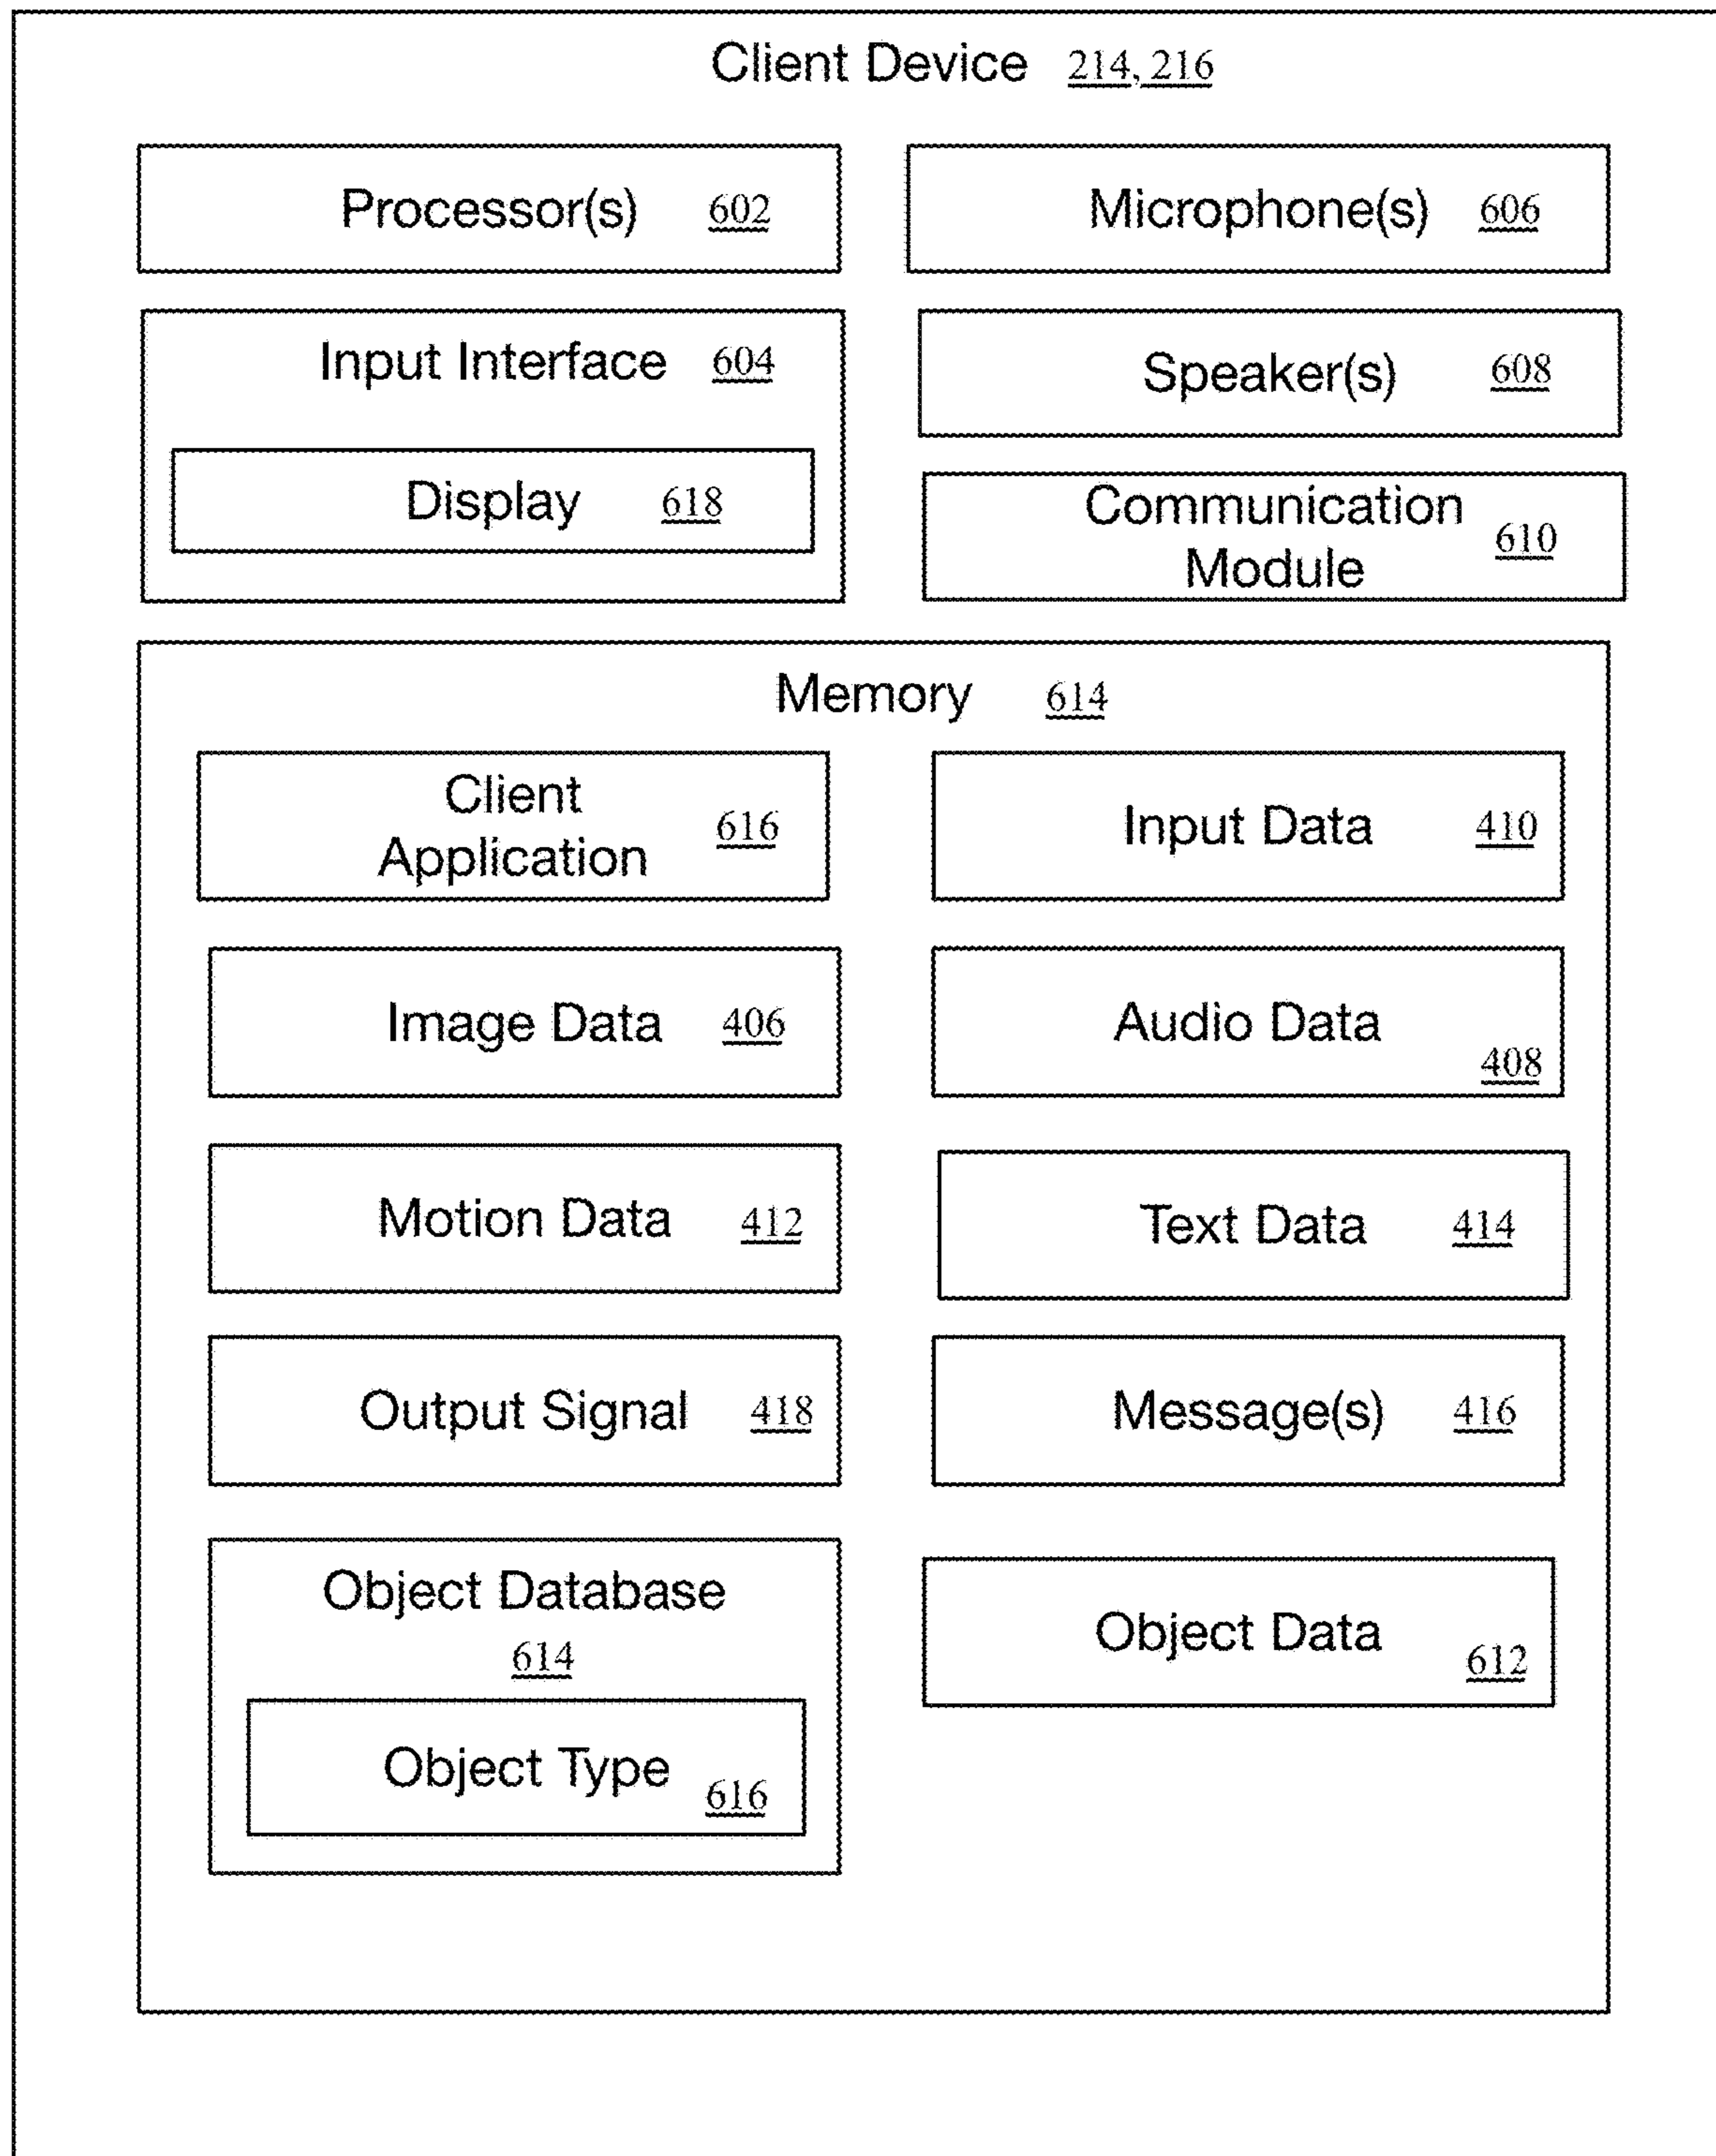 Client Device 214, 216
Processor(s) 602
Microphone(s) 606
Input Interface 604
Display 618
Speaker(s) 608
Communication
Module 610
Memory 614
Client
Application 616
Input Data 410
Image Data 406
Audio Data
408
Motion Data 412
Text Data 414
Output Signal 418
Message(s) 416
Object Database
614
Object Type
616
Object Data
612